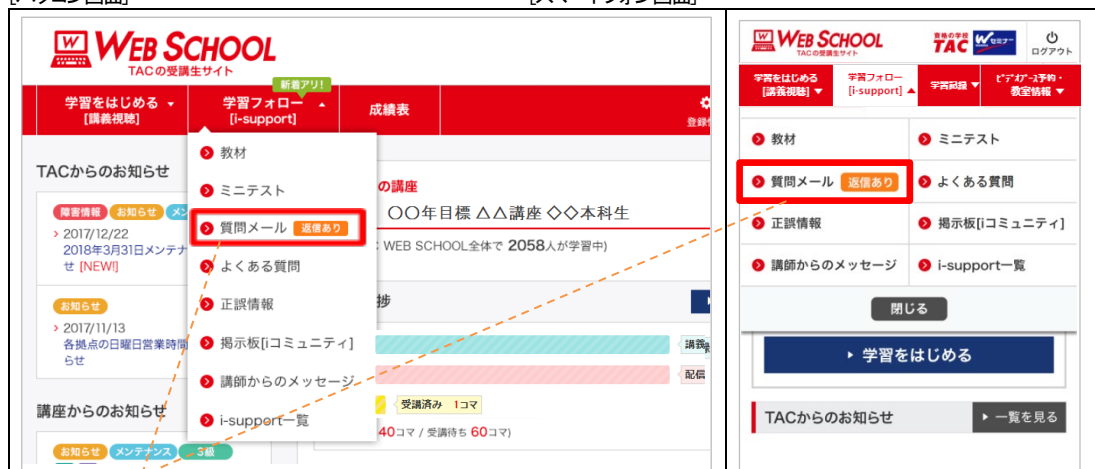 [パソコン画面]
[スマートフォン画面]
W WEB SCHOOL
TACの受講生サイト
新着アリ！
学習をはじめる ▼
[講義視聴]
学習フォロー ▲
[i-support]
成績表
教材
ミニテスト
質問メール 返信あり
よくある質問
正誤情報
掲示板[iコミュニティ]
講師からのメッセージ
i-support一覧
TACからのお知らせ
障害情報 お知らせ
> 2017/12/22
2018年3月31日メンテナ
せ [NEW!]
お知らせ
> 2017/11/13
各拠点の日曜日営業時間
らせ
講座からのお知らせ
お知らせ メンテナンス 3級
の講座
〇〇年目標 △△講座 ◇◇本科生
WEB SCHOOL全体で 2058人が学習中)
捗
講義
配信
受講済み 1コマ
40コマ / 受講待ち 60コマ)
W WEB SCHOOL
TACの受講生サイト
資格の学校
TAC
Wセミナー
ログアウト
学習をはじめる
[講義視聴] ▼
学習フォロー
[i-support] ▲
学習記録 ▼
ビデオブース予約・
教室情報 ▼
教材
ミニテスト
質問メール 返信あり
よくある質問
正誤情報
掲示板[iコミュニティ]
講師からのメッセージ
i-support一覧
閉じる
学習をはじめる
TACからのお知らせ
一覧を見る